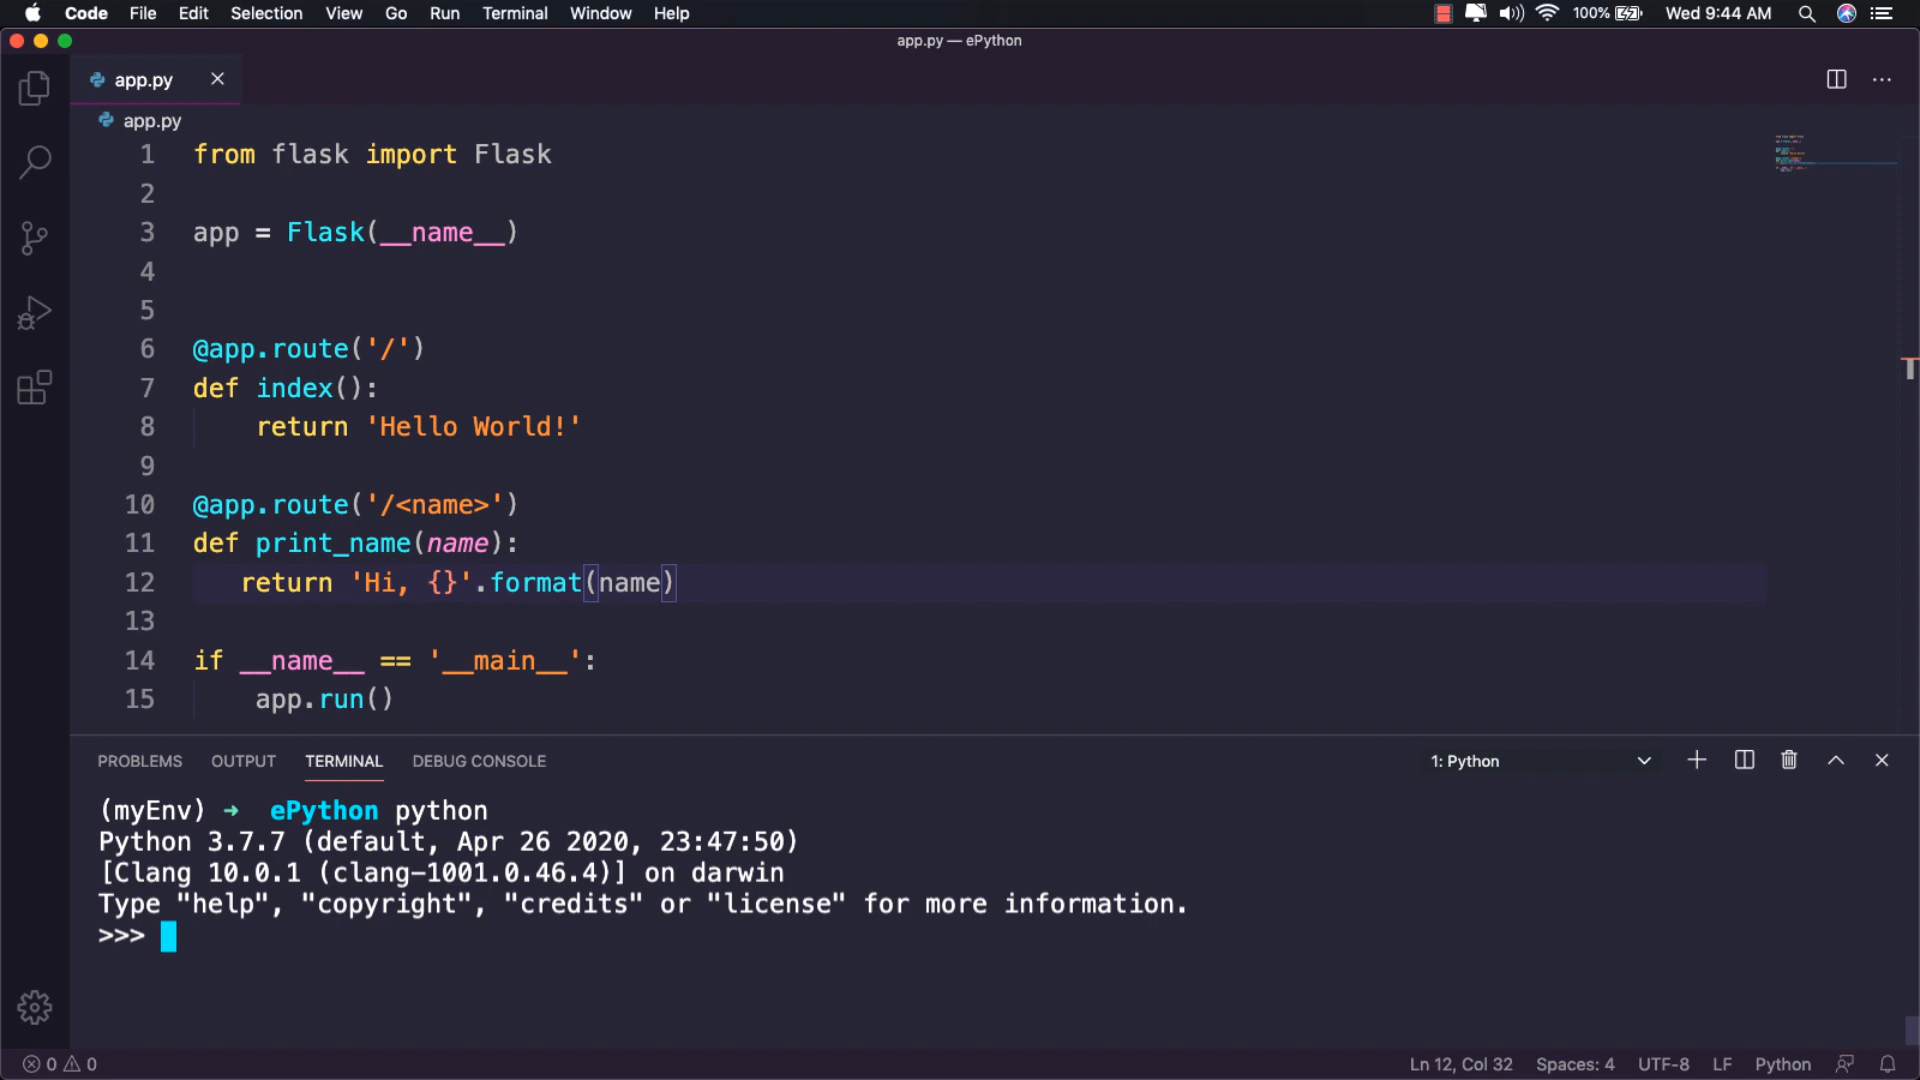 Code File Edit Selection View Go Run Terminal Window Help 100% Wed 9:44 AM
app.py — ePython
app.py
app.py
1 from flask import Flask
2
3 app = Flask(__name__)
4
5
6 @app.route('/')
7 def index():
8 return 'Hello World!'
9
10 @app.route('/<name>')
11 def print_name(name):
12 return 'Hi, {}'.format(name)
13
14 if __name__ == '__main__':
15 app.run()
PROBLEMS OUTPUT TERMINAL DEBUG CONSOLE 1: Python
(myEnv) → ePython python
Python 3.7.7 (default, Apr 26 2020, 23:47:50)
[Clang 10.0.1 (clang-1001.0.46.4)] on darwin
Type "help", "copyright", "credits" or "license" for more information.
>>>
0 0 Ln 12, Col 32 Spaces: 4 UTF-8 LF Python